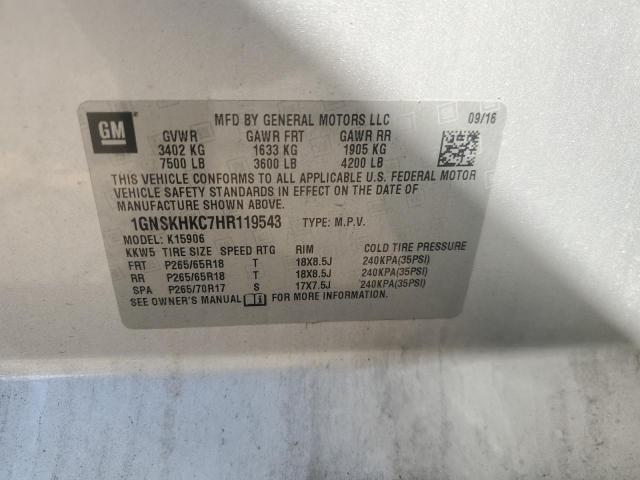 GM
MFD BY GENERAL MOTORS LLC 09/16
GVWR GAWR FRT GAWR RR
3402 KG 1633 KG 1905 KG
7500 LB 3600 LB 4200 LB
THIS VEHICLE CONFORMS TO ALL APPLICABLE U.S. FEDERAL MOTOR
VEHICLE SAFETY STANDARDS IN EFFECT ON THE DATE OF
MANUFACTURE SHOWN ABOVE.
1GNSKHKC7HR119543 TYPE: M.P.V.
MODEL: K15906
KKW5 TIRE SIZE SPEED RTG RIM COLD TIRE PRESSURE
FRT P265/65R18 T 18X8.5J 240KPA(35PSI)
RR P265/65R18 T 18X8.5J 240KPA(35PSI)
SPA P265/70R17 S 17X7.5J 240KPA(35PSI)
SEE OWNER'S MANUAL FOR MORE INFORMATION.